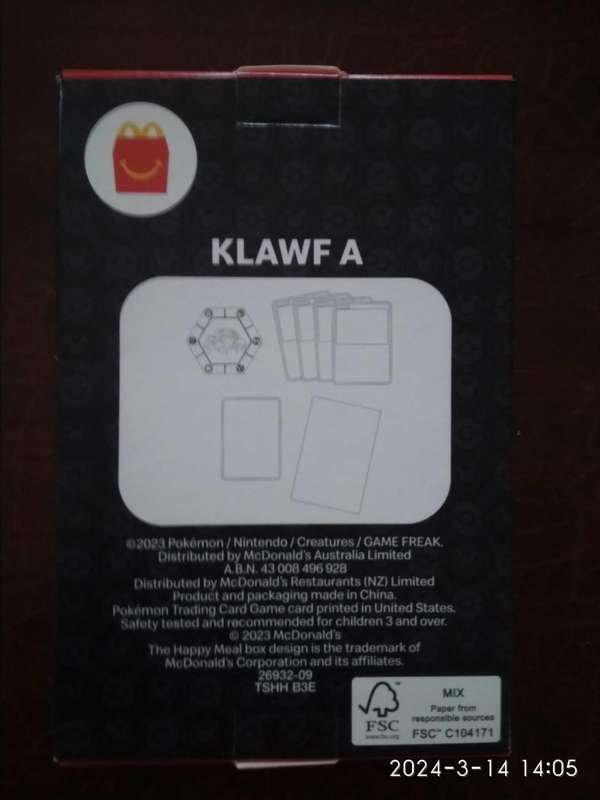 KLAWF A
©2023 Pokémon / Nintendo / Creatures / GAME FREAK.
Distributed by McDonald's Australia Limited
A.B.N. 43 008 496 928
Distributed by McDonald's Restaurants (NZ) Limited
Product and packaging made in China.
Pokémon Trading Card Game card printed in United States.
Safety tested and recommended for children 3 and over.
© 2023 McDonald's
The Happy Meal box design is the trademark of
McDonald's Corporation and its affiliates.
26932-09
TSHH B3E
FSC
www.fsc.org
MIX
Paper from
responsible sources
FSC™ C104171
2024-3-14 14:05